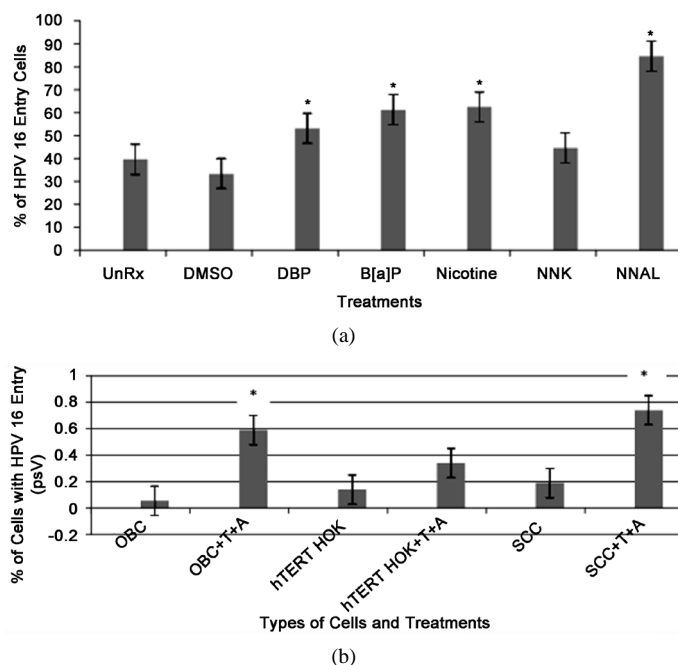 % of HPV 16 Entry Cells
100
90
80
70
60
50
40
30
20
10
0
* * * *
UnRx DMSO DBP B[a]P Nicotine NNK NNAL
Treatments
(a)
% of Cells with HPV 16 Entry
(psV)
1
0.8
0.6
0.4
0.2
0
-0.2
* *
OBC OBC+T+A hTERT HOK hTERT HOK+T+A SCC SCC+T+A
Types of Cells and Treatments
(b)